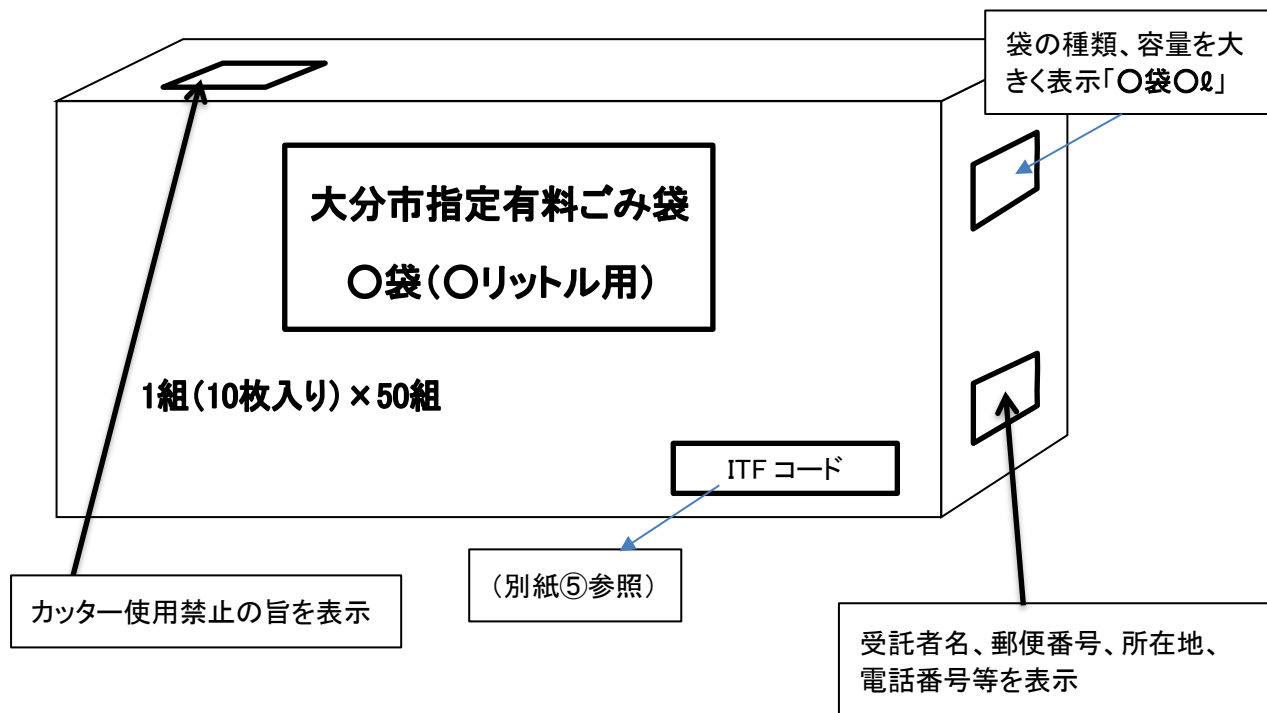 袋の種類、容量を大
きく表示「〇袋〇ℓ」
大分市指定有料ごみ袋
〇袋（〇リットル用）
1組（10枚入り）×50組
ITF コード
（別紙⑤参照）
カッター使用禁止の旨を表示
受託者名、郵便番号、所在地、
電話番号等を表示